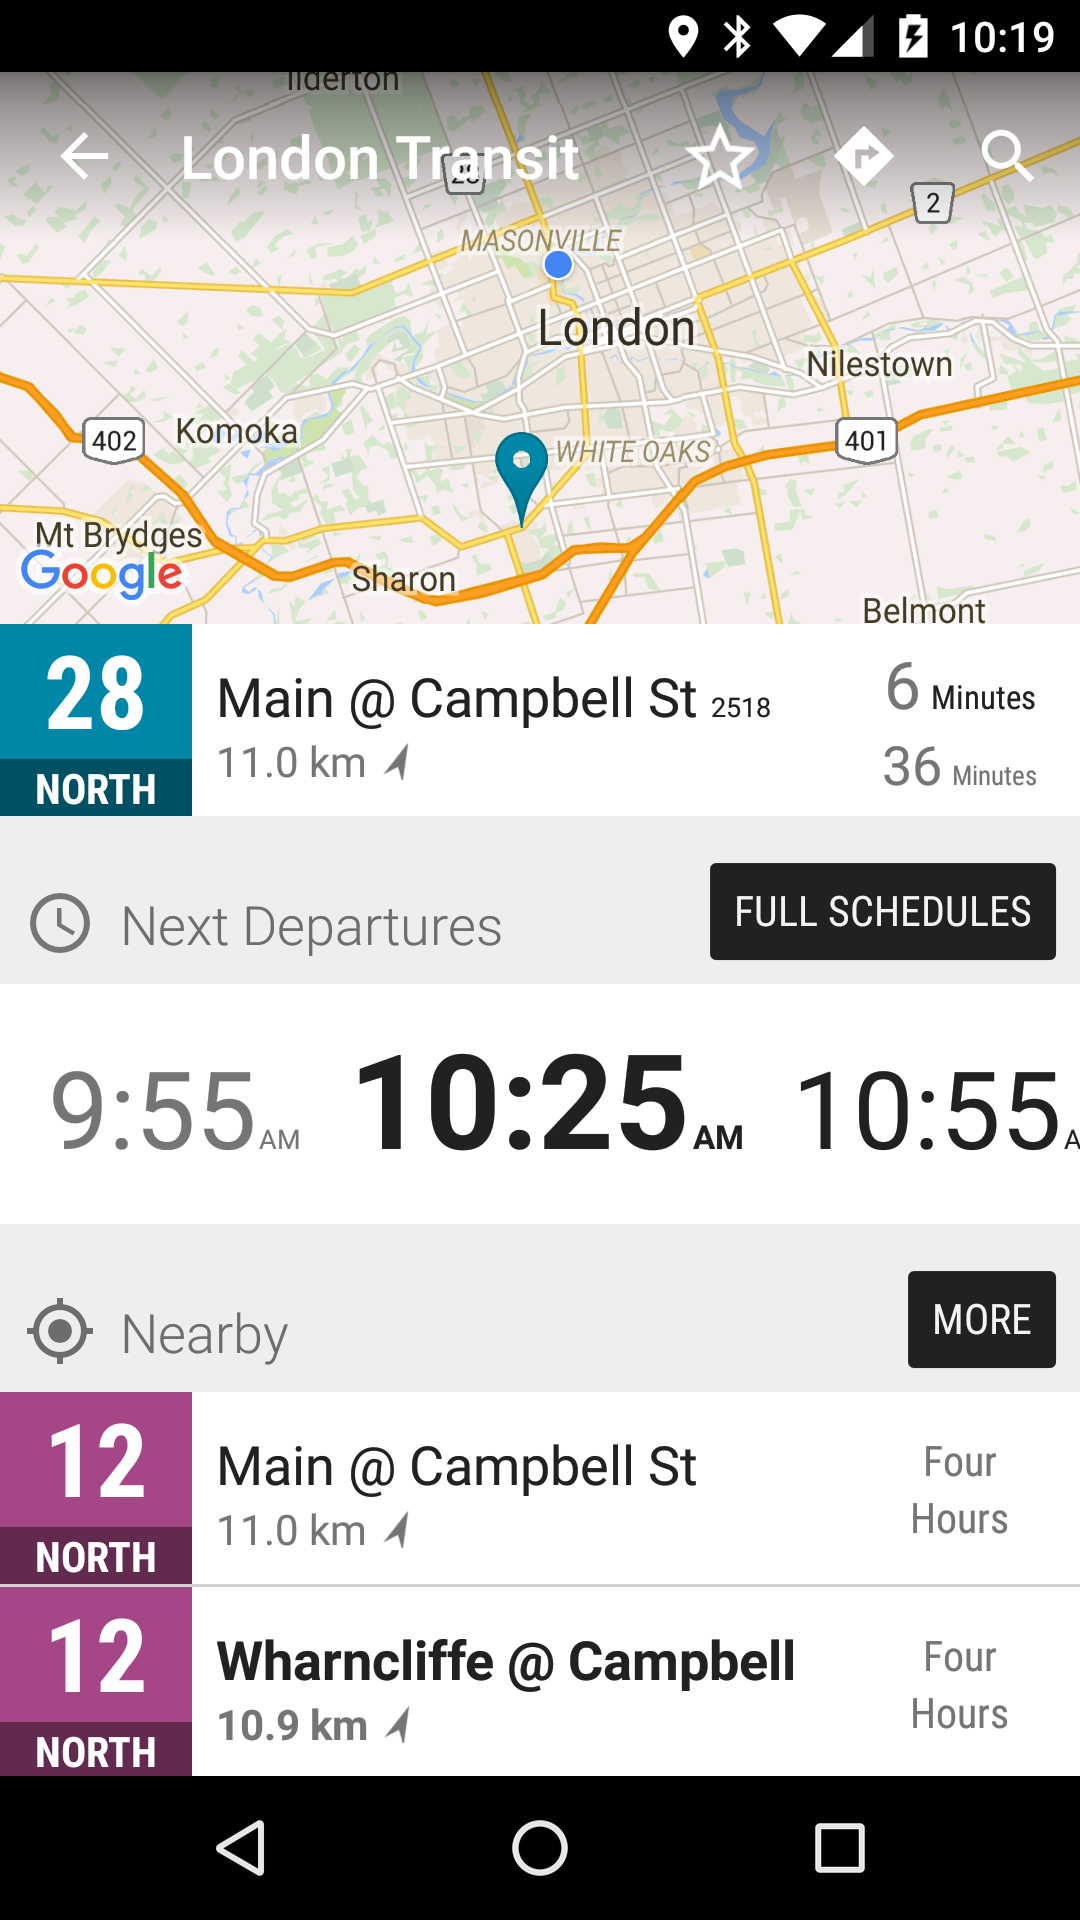 10:19
Ilderton
London Transit
28
2
MASONVILLE
London
Nilestown
Komoka
402
401
WHITE OAKS
Mt Brydges
Google
Sharon
Belmont
28
NORTH
Main @ Campbell St 2518
11.0 km
6 Minutes
36 Minutes
Next Departures
FULL SCHEDULES
9:55 AM
10:25 AM
10:55 A
Nearby
MORE
12
NORTH
Main @ Campbell St
11.0 km
Four
Hours
12
NORTH
Wharncliffe @ Campbell
10.9 km
Four
Hours